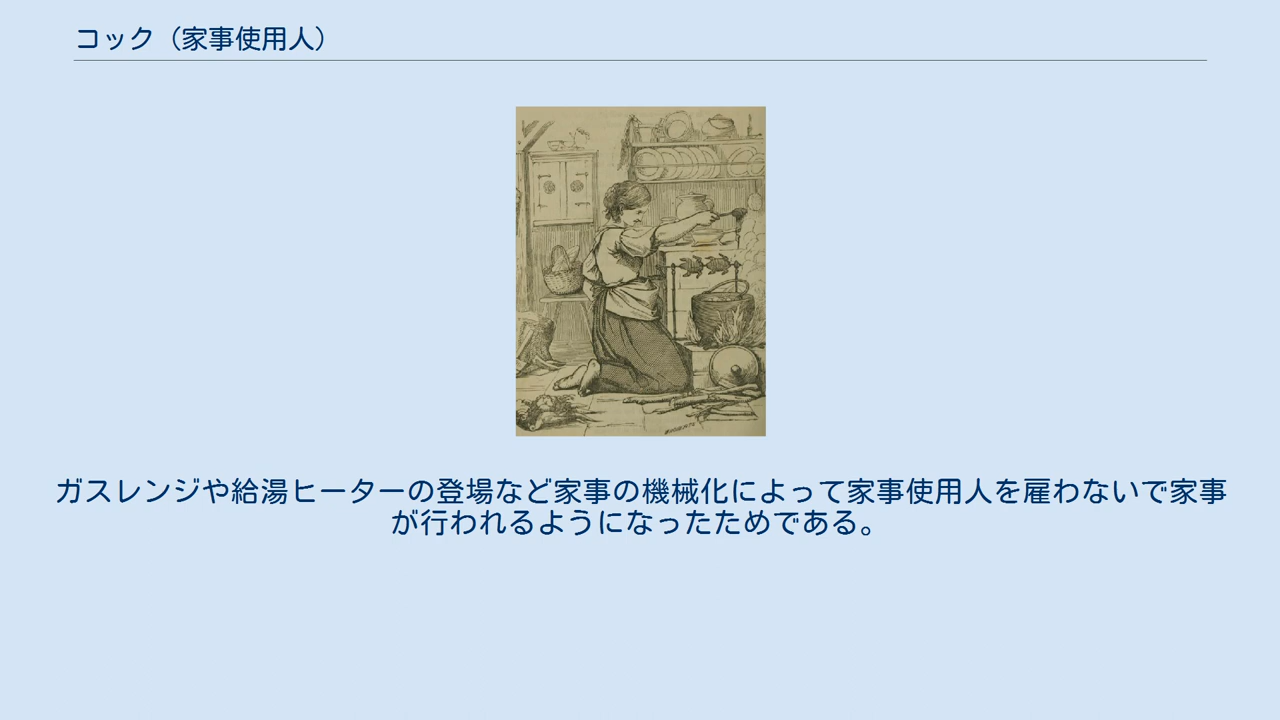 コック（家事使用人）
ガスレンジや給湯ヒーターの登場など家事の機械化によって家事使用人を雇わないで家事
が行われるようになったためである。